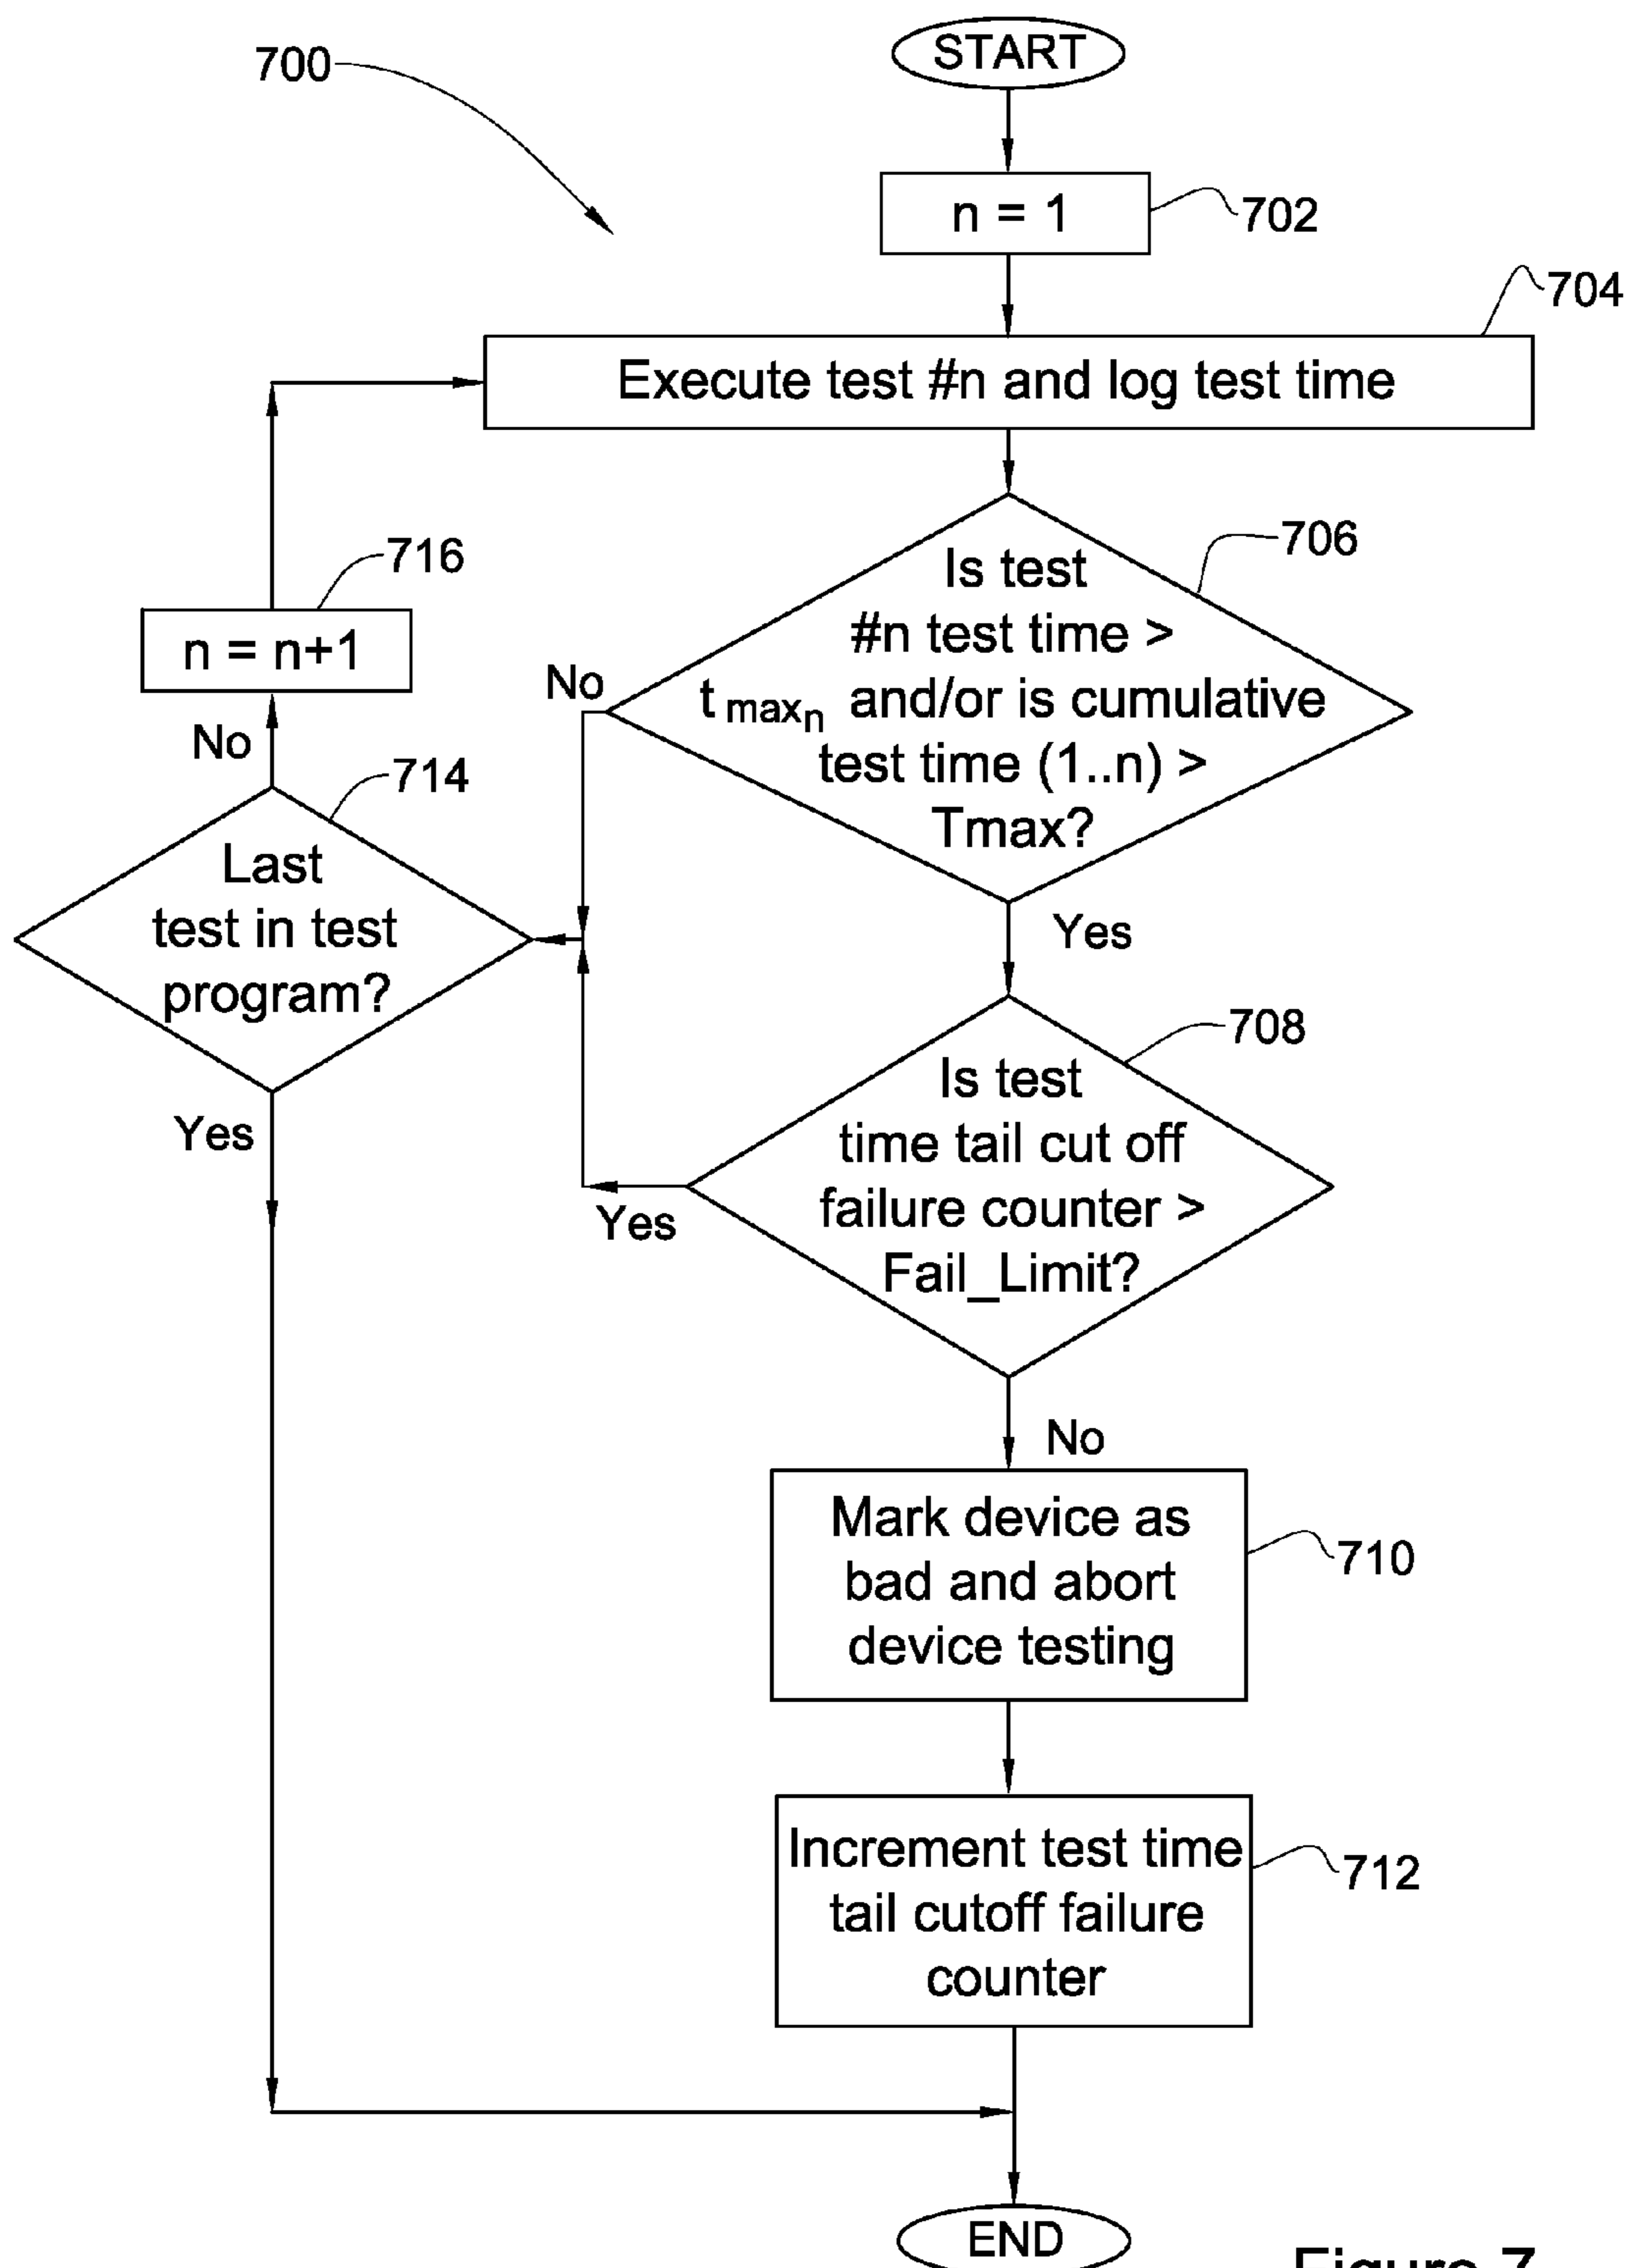 START
700
n = 1
702
704
Execute test #n and log test time
706
Is test
#n test time >
t maxn and/or is cumulative
test time (1..n) >
Tmax?
No
716
n = n+1
No
714
Last
test in test
program?
Yes
Yes
708
Is test
time tail cut off
failure counter >
Fail_Limit?
Yes
No
Mark device as
bad and abort
device testing
710
Increment test time
tail cutoff failure
counter
712
END
Figure 7